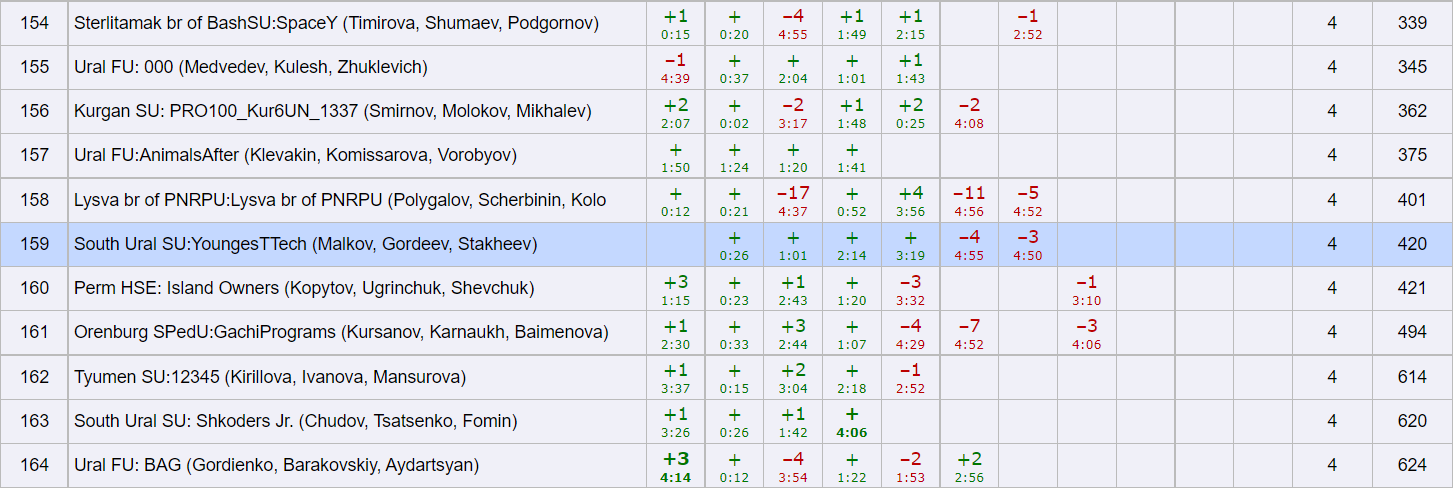 154 Sterlitamak br of BashSU:SpaceY (Timirova, Shumaev, Podgornov) +1 + –4 +1 +1 –1 4 339
0:15 0:20 4:55 1:49 2:15 2:52
155 Ural FU: 000 (Medvedev, Kulesh, Zhuklevich) –1 + + + +1 4 345
4:39 0:37 2:04 1:01 1:43
156 Kurgan SU: PRO100_Kur6UN_1337 (Smirnov, Molokov, Mikhalev) +2 + –2 +1 +2 –2 4 362
2:07 0:02 3:17 1:48 0:25 4:08
157 Ural FU:AnimalsAfter (Klevakin, Komissarova, Vorobyov) + + + + 4 375
1:50 1:24 1:20 1:41
158 Lysva br of PNRPU:Lysva br of PNRPU (Polygalov, Scherbinin, Kolo + + –17 + +4 –11 –5 4 401
0:12 0:21 4:37 0:52 3:56 4:56 4:52
159 South Ural SU:YoungesTTech (Malkov, Gordeev, Stakheev) + + + + –4 –3 4 420
0:26 1:01 2:14 3:19 4:55 4:50
160 Perm HSE: Island Owners (Kopytov, Ugrinchuk, Shevchuk) +3 + +1 + –3 –1 4 421
1:15 0:23 2:43 1:20 3:32 3:10
161 Orenburg SPedU:GachiPrograms (Kursanov, Karnaukh, Baimenova) +1 + +3 + –4 –7 –3 4 494
2:30 0:33 2:44 1:07 4:29 4:52 4:06
162 Tyumen SU:12345 (Kirillova, Ivanova, Mansurova) +1 + +2 + –1 4 614
3:37 0:15 3:04 2:18 2:52
163 South Ural SU: Shkoders Jr. (Chudov, Tsatsenko, Fomin) +1 + +1 + 4 620
3:26 0:26 1:42 4:06
164 Ural FU: BAG (Gordienko, Barakovskiy, Aydartsyan) +3 + –4 + –2 +2 4 624
4:14 0:12 3:54 1:22 1:53 2:56